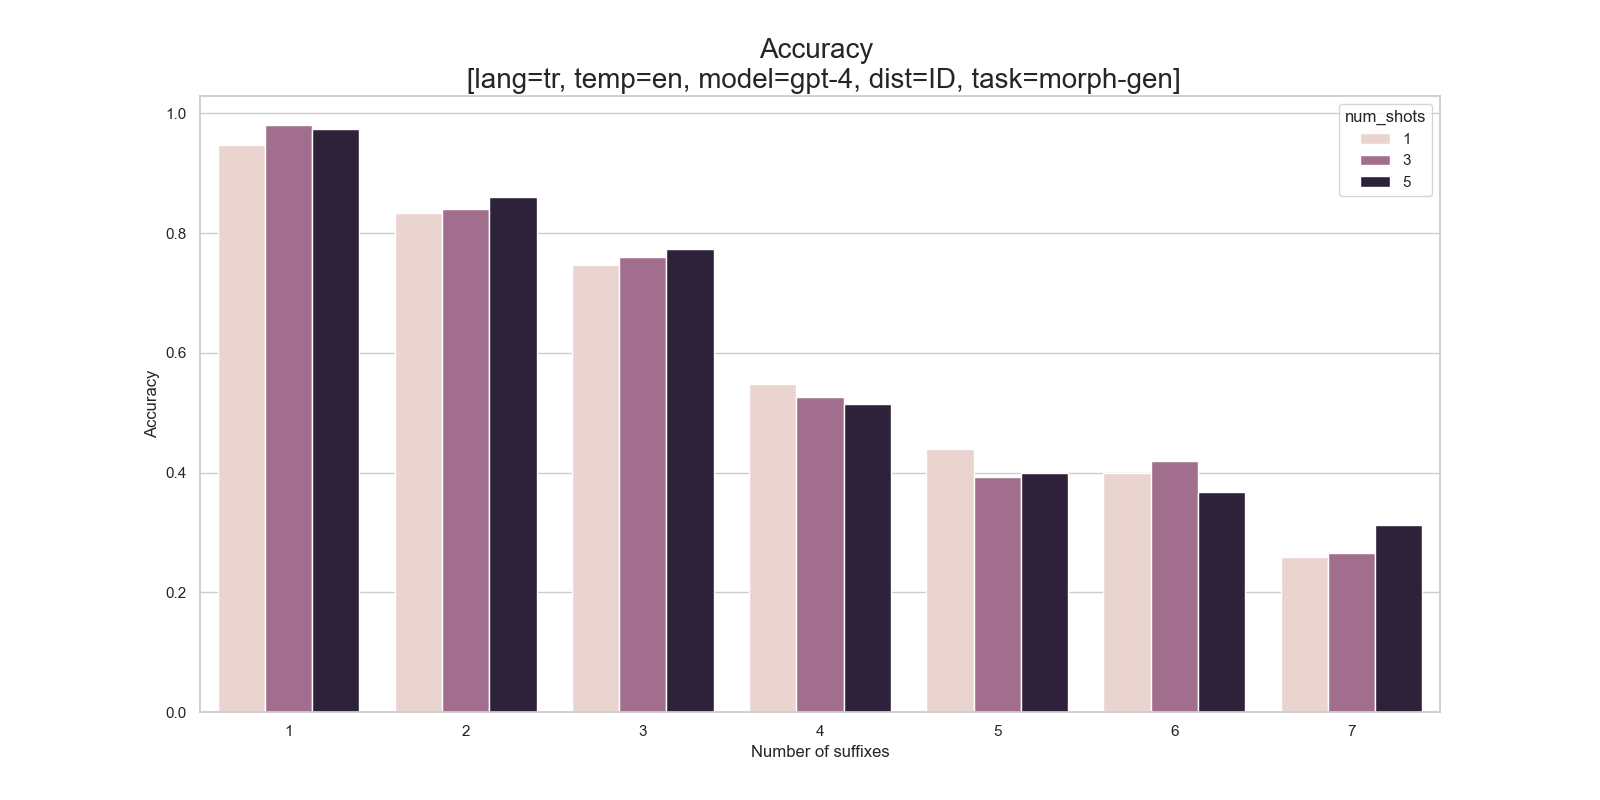 Accuracy
[lang=tr, temp=en, model=gpt-4, dist=ID, task=morph-gen]
num_shots
1
3
5
1.0
0.8
0.6
0.4
0.2
0.0
Accuracy
1 2 3 4 5 6 7
Number of suffixes